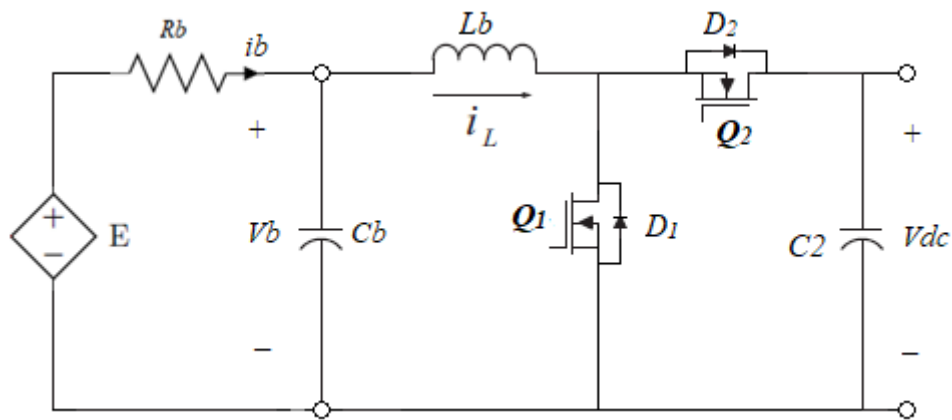 Rb
ib
Lb
D2
iL
Q2
+
+
+
−
E
Vb
Cb
Q1
D1
C2
Vdc
−
−